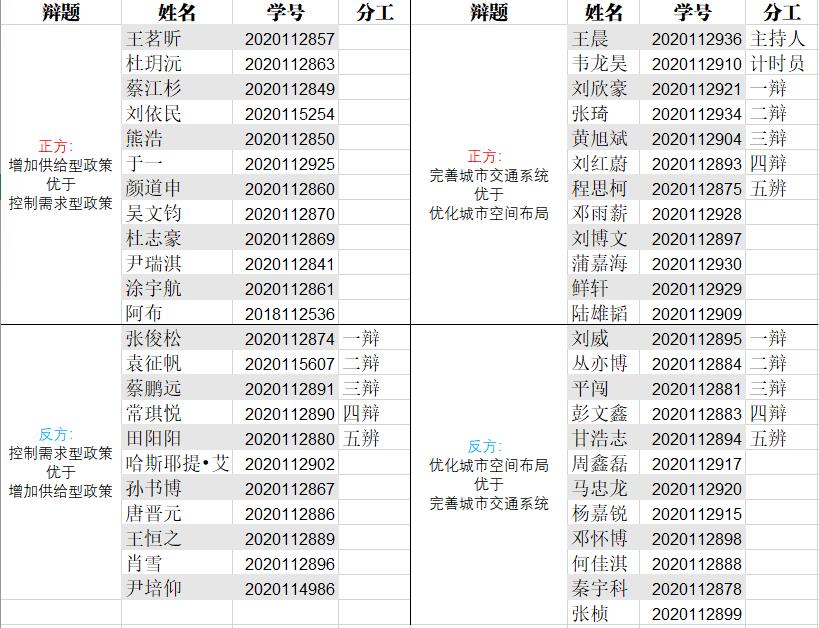 辩题 姓名 学号 分工
正方:
增加供给型政策
优于
控制需求型政策
王茗昕 2020112857
杜玥沅 2020112863
蔡江杉 2020112849
刘依民 2020115254
熊浩 2020112850
于一 2020112925
颜道申 2020112860
吴文钧 2020112870
杜志豪 2020112869
尹瑞淇 2020112841
涂宇航 2020112861
阿布 2018112536
反方:
控制需求型政策
优于
增加供给型政策
张俊松 2020112874 一辩
袁征帆 2020115607 二辩
蔡鹏远 2020112891 三辩
常琪悦 2020112890 四辩
田阳阳 2020112880 五辨
哈斯耶提•艾 2020112902
孙书博 2020112867
唐晋元 2020112886
王恒之 2020112889
肖雪 2020112896
尹培仰 2020114986
辩题 姓名 学号 分工
正方:
完善城市交通系统
优于
优化城市空间布局
王晨 2020112936 主持人
韦龙昊 2020112910 计时员
刘欣豪 2020112921 一辩
张琦 2020112934 二辩
黄旭斌 2020112904 三辩
刘红蔚 2020112893 四辩
程思柯 2020112875 五辨
邓雨薪 2020112928
刘博文 2020112897
蒲嘉海 2020112930
鲜轩 2020112929
陆雄韬 2020112909
反方:
优化城市空间布局
优于
完善城市交通系统
刘威 2020112895 一辩
丛亦博 2020112884 二辩
平闯 2020112881 三辩
彭文鑫 2020112883 四辩
甘浩志 2020112894 五辨
周鑫磊 2020112917
马忠龙 2020112920
杨嘉锐 2020112915
邓怀博 2020112898
何佳淇 2020112888
秦宇科 2020112878
张桢 2020112899